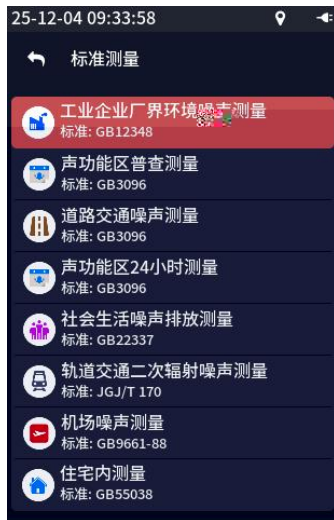 25-12-04 09:33:58
标准测量
工业企业厂界环境噪声测量
标准: GB12348
声功能区普查测量
标准: GB3096
道路交通噪声测量
标准: GB3096
声功能区24小时测量
标准: GB3096
社会生活噪声排放测量
标准: GB22337
轨道交通二次辐射噪声测量
标准: JGJ/T 170
机场噪声测量
标准: GB9661-88
住宅内测量
标准: GB55038